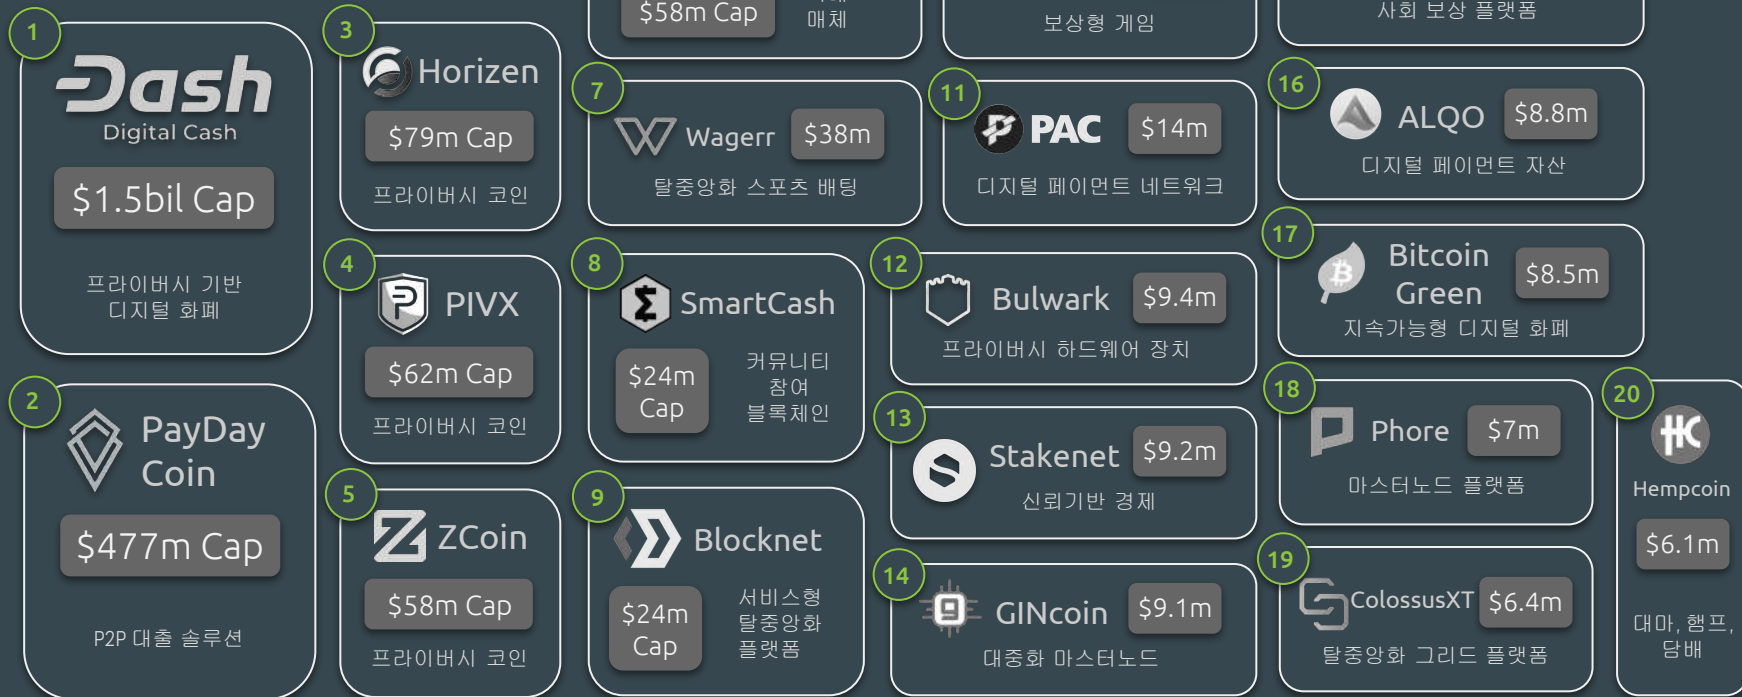 1
Dash
Digital Cash
$1.5bil Cap
프라이버시 기반
디지털 화폐
2
PayDay
Coin
$477m Cap
P2P 대출 솔루션
3
Horizen
$79m Cap
프라이버시 코인
4
PIVX
$62m Cap
프라이버시 코인
5
ZCoin
$58m Cap
프라이버시 코인
$58m Cap
매체
7
Wagerr
$38m
탈중앙화 스포츠 배팅
8
SmartCash
$24m
Cap
커뮤니티
참여
블록체인
9
Blocknet
$24m
Cap
서비스형
탈중앙화
플랫폼
보상형 게임
11
PAC
$14m
디지털 페이먼트 네트워크
12
Bulwark
$9.4m
프라이버시 하드웨어 장치
13
Stakenet
$9.2m
신뢰기반 경제
14
GINcoin
$9.1m
대중화 마스터노드
사회 보상 플랫폼
16
ALQO
$8.8m
디지털 페이먼트 자산
17
Bitcoin
Green
$8.5m
지속가능형 디지털 화폐
18
Phore
$7m
마스터노드 플랫폼
19
ColossusXT
$6.4m
탈중앙화 그리드 플랫폼
20
Hempcoin
$6.1m
대마, 햄프,
담배